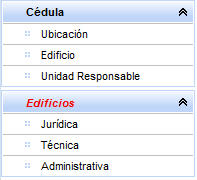 Cédula
Ubicación
Edificio
Unidad Responsable
Edificios
Jurídica
Técnica
Administrativa